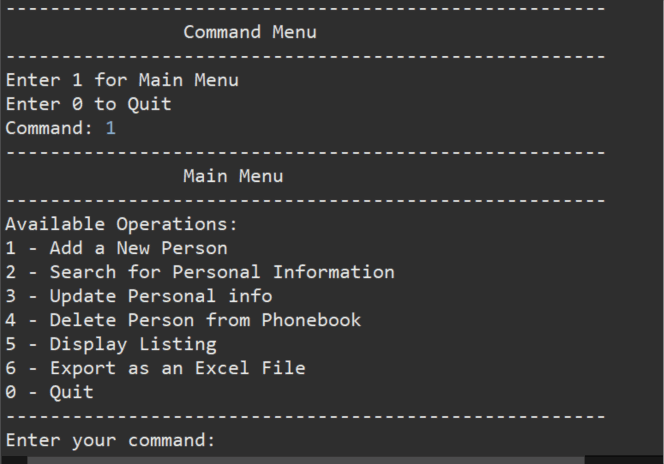 ------------------------------------------------------
Command Menu
------------------------------------------------------
Enter 1 for Main Menu
Enter 0 to Quit
Command: 1
------------------------------------------------------
Main Menu
------------------------------------------------------
Available Operations:
1 - Add a New Person
2 - Search for Personal Information
3 - Update Personal info
4 - Delete Person from Phonebook
5 - Display Listing
6 - Export as an Excel File
0 - Quit
------------------------------------------------------
Enter your command: